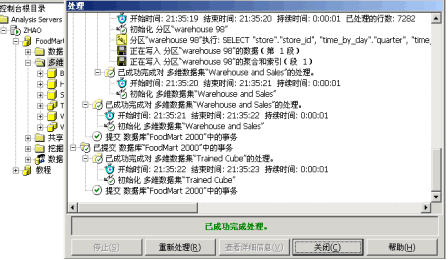 控制台根目录
Analysis Servers
ZHAO
FoodMart
数据
多维
B
H
S
T
V
V
共享
挖掘
数据
教程
处理
开始时间: 21:35:19 结束时间: 21:35:20 持续时间: 0:00:01 已处理的行数: 7282
初始化 分区"warehouse 98"
分区"warehouse 98"执行: SELECT "store"."store_id", "time_by_day"."quarter", "time_
正在写入 分区"warehouse 98"的数据 ( 第 1 段 )
正在写入 分区"warehouse 98"的聚合和索引 ( 段 1 )
已成功完成对 多维数据集"Warehouse and Sales"的处理。
开始时间: 21:35:20 结束时间: 21:35:21 持续时间: 0:00:01
初始化 多维数据集"Warehouse and Sales"
已成功完成对 多维数据集"Warehouse and Sales"的处理。
开始时间: 21:35:21 结束时间: 21:35:22 持续时间: 0:00:01
初始化 多维数据集"Warehouse and Sales"
提交 数据库"FoodMart 2000"中的事务
已提交 数据库"FoodMart 2000"中的事务
已成功完成对 多维数据集"Trained Cube"的处理。
开始时间: 21:35:22 结束时间: 21:35:23 持续时间: 0:00:01
初始化 多维数据集"Trained Cube"
提交 数据库"FoodMart 2000"中的事务
已成功完成处理。
停止(S) 重新处理(R) 查看详细信息(V) 关闭(C) 帮助(H)